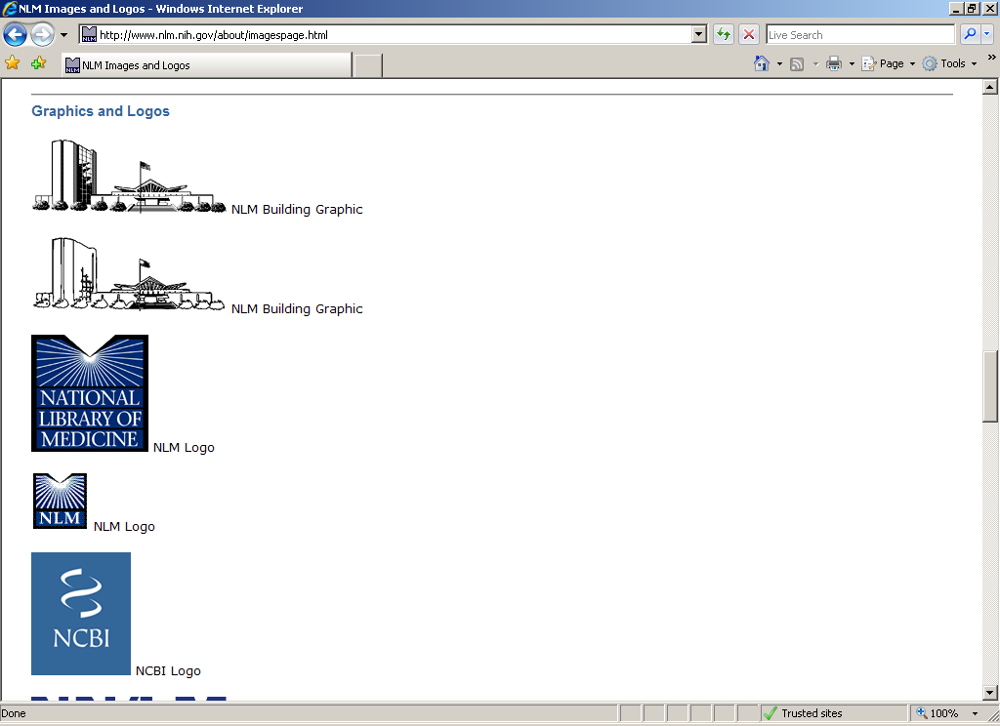 NLM Images and Logos - Windows Internet Explorer
http://www.nlm.nih.gov/about/imagespage.html
Live Search
NLM Images and Logos
Page
Tools
Graphics and Logos
NLM Building Graphic
NLM Building Graphic
NATIONAL
LIBRARY OF
MEDICINE
NLM Logo
NLM
NLM Logo
NCBI
NCBI Logo
Done
Trusted sites
100%